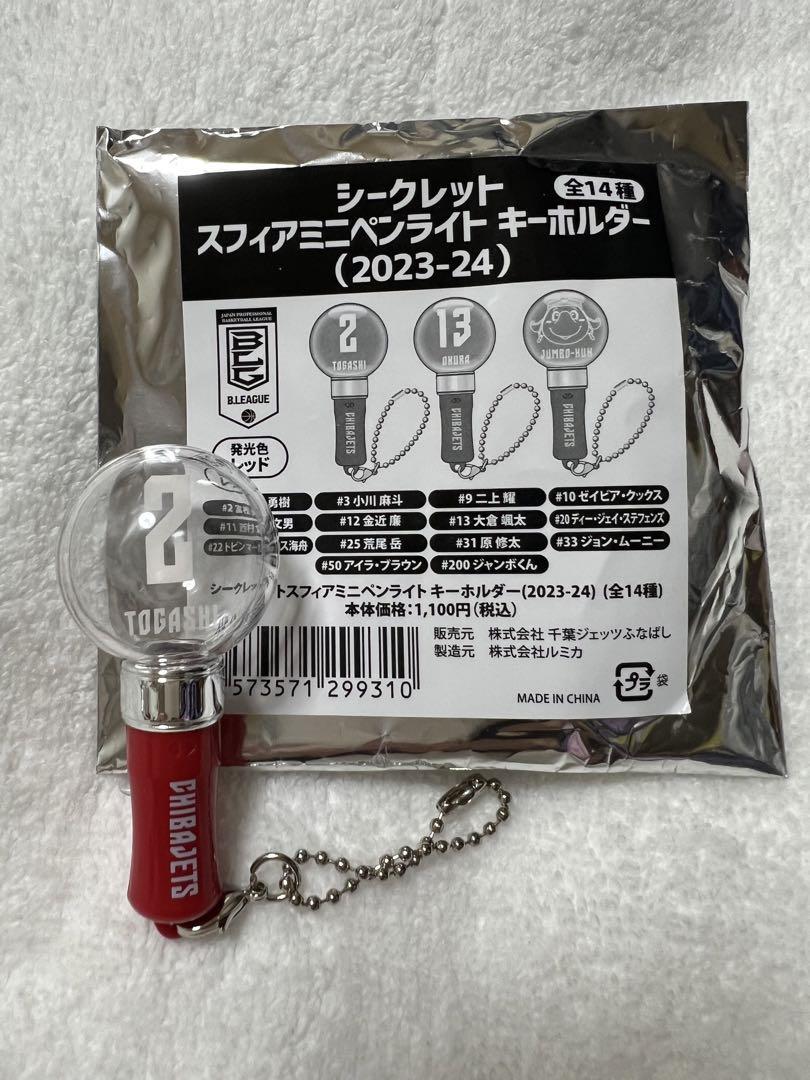 シークレット
全14種
スフィアミニペンライト キーホルダー
(2023-24)
JAPAN PROFESSIONAL
BASKETBALL LEAGUE
B.LEAGUE
2
TOGASHI
CHIBAJETS
13
OKURA
CHIBAJETS
JUMBO-KUN
CHIBAJETS
発光色
レッド
#2 富 勇樹 #3 小川 麻斗 #9 二上 耀 #10 ゼイビア・クックス
#11 西村 文男 #12 金近 廉 #13 大倉 颯太 #20 ディー・ジェイ・ステフェンズ
#22 トビンマー ス海舟 #25 荒尾 岳 #31 原 修太 #33 ジョン・ムーニー
#50 アイラ・ブラウン #200 ジャンボくん
シークレットスフィアミニペンライト キーホルダー(2023-24) (全14種)
本体価格:1,100円(税込)
販売元 株式会社 千葉ジェッツふなばし
製造元 株式会社ルミカ
573571 299310
プラ
袋
MADE IN CHINA
2
TOGASHI
CHIBAJETS